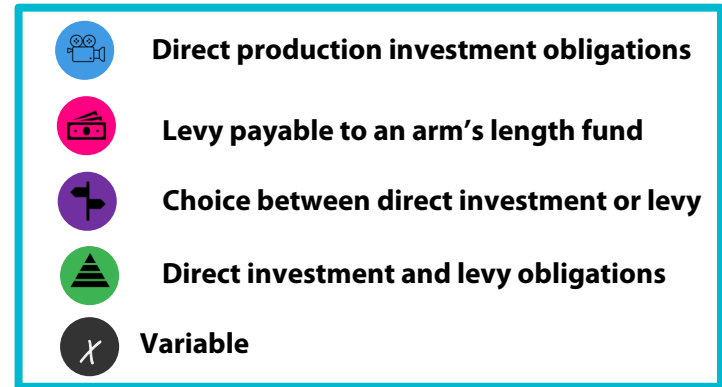 Direct production investment obligations
Levy payable to an arm's length fund
Choice between direct investment or levy
Direct investment and levy obligations
X Variable